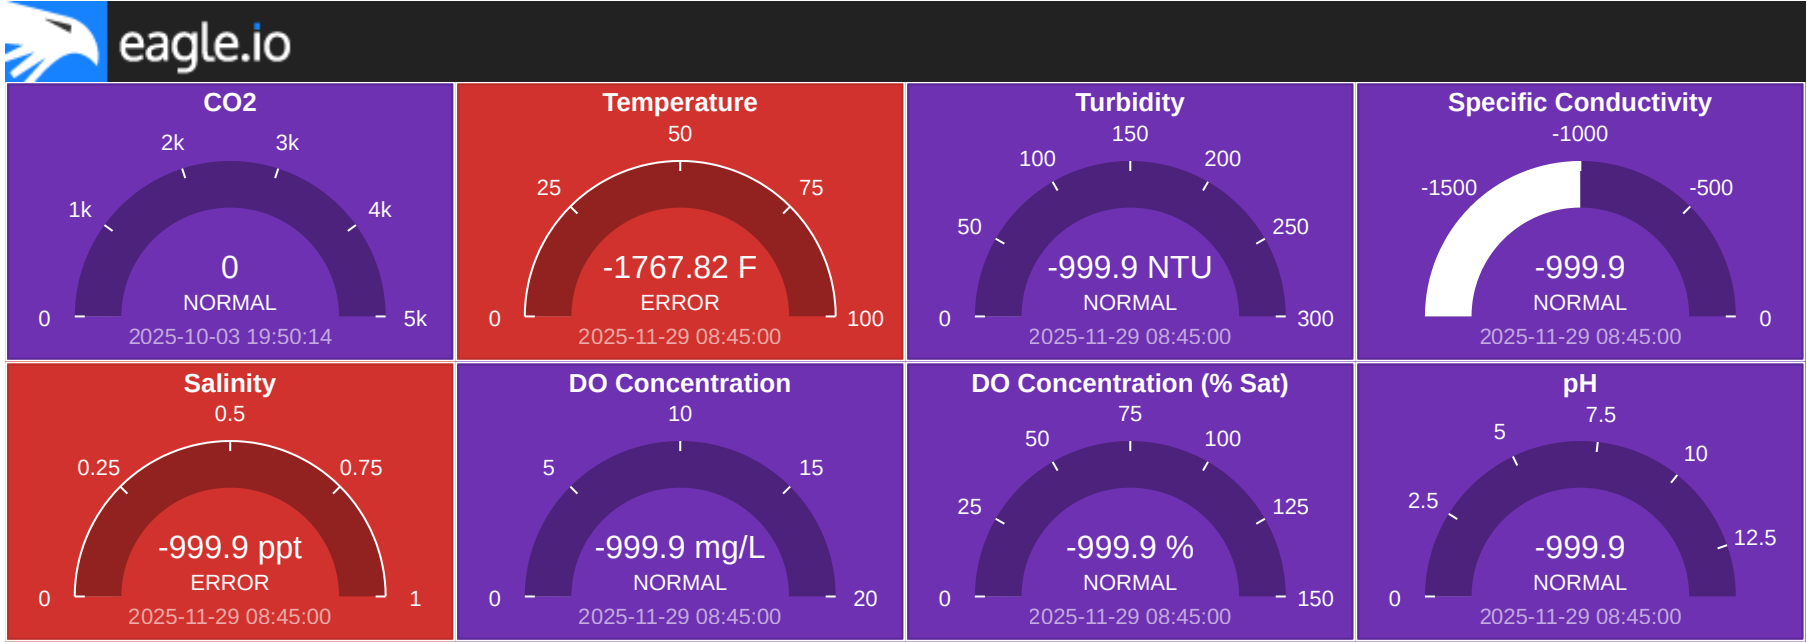 eagle.io
CO2
0
1k
2k
3k
4k
5k
0
NORMAL
2025-10-03 19:50:14
Temperature
0
25
50
75
100
-1767.82 F
ERROR
2025-11-29 08:45:00
Turbidity
0
50
100
150
200
250
300
-999.9 NTU
NORMAL
2025-11-29 08:45:00
Specific Conductivity
-1500
-1000
-500
0
-999.9
NORMAL
2025-11-29 08:45:00
Salinity
0
0.25
0.5
0.75
1
-999.9 ppt
ERROR
2025-11-29 08:45:00
DO Concentration
0
5
10
15
20
-999.9 mg/L
NORMAL
2025-11-29 08:45:00
DO Concentration (% Sat)
0
25
50
75
100
125
150
-999.9 %
NORMAL
2025-11-29 08:45:00
pH
0
2.5
5
7.5
10
12.5
-999.9
NORMAL
2025-11-29 08:45:00